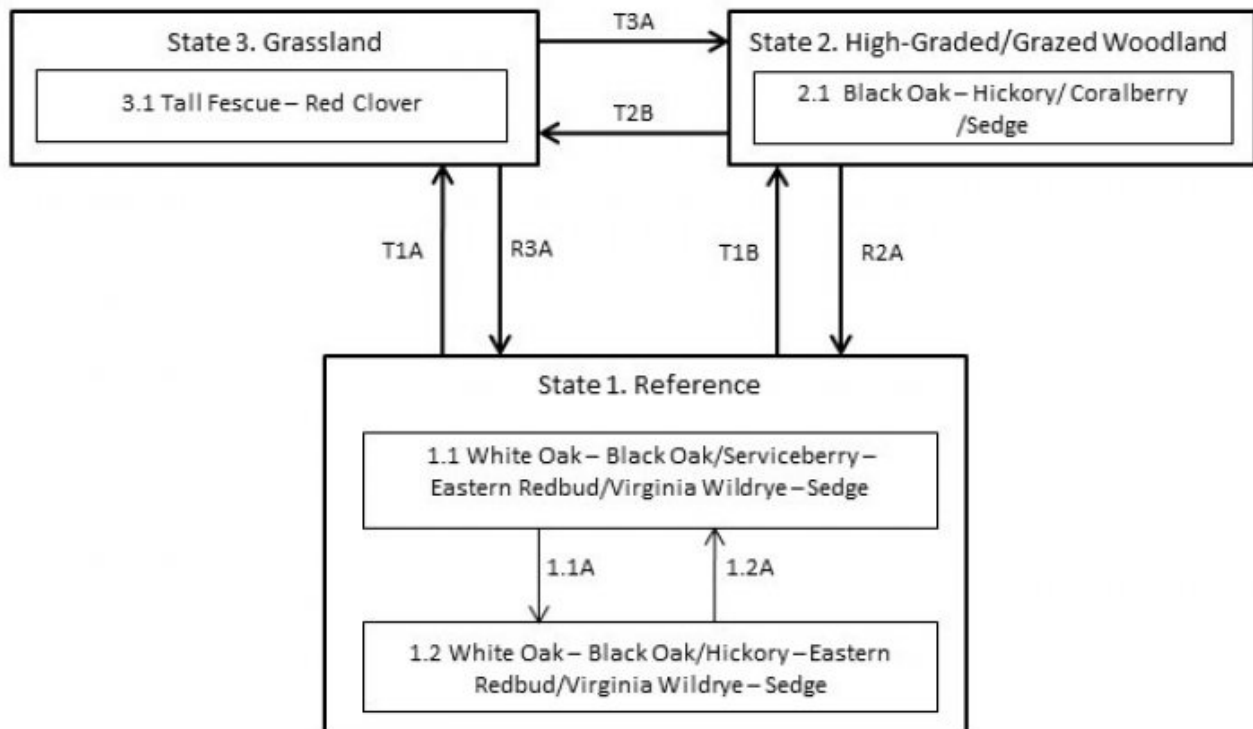 State 3. Grassland
3.1 Tall Fescue – Red Clover
T3A
T2B
State 2. High-Graded/Grazed Woodland
2.1 Black Oak – Hickory/ Coralberry
/Sedge
T1A
R3A
T1B
R2A
State 1. Reference
1.1 White Oak – Black Oak/Serviceberry –
Eastern Redbud/Virginia Wildrye – Sedge
1.1A
1.2A
1.2 White Oak – Black Oak/Hickory – Eastern
Redbud/Virginia Wildrye – Sedge